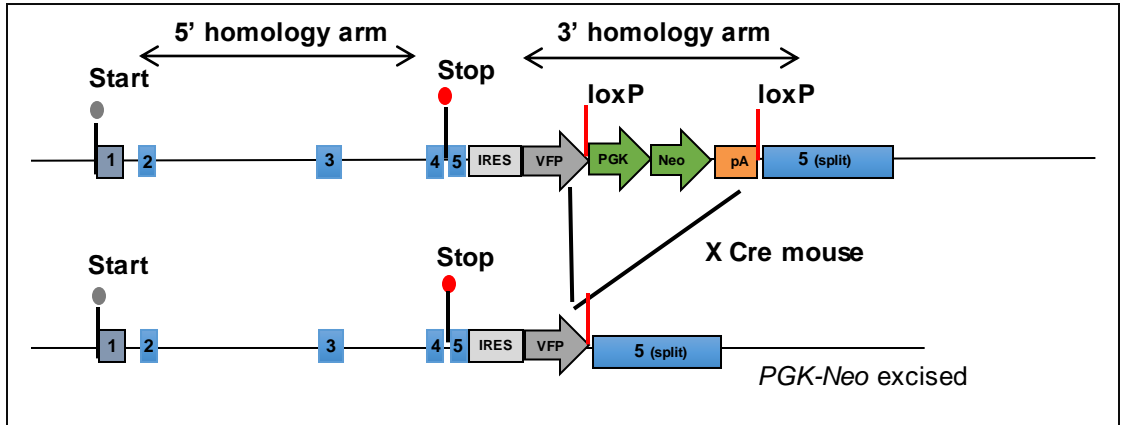 5’ homology arm
3’ homology arm
Start
Stop
loxP
loxP
1
2
3
4
5
IRES
VFP
PGK
Neo
pA
5 (split)
X Cre mouse
Start
Stop
1
2
3
4
5
IRES
VFP
5 (split)
PGK-Neo excised